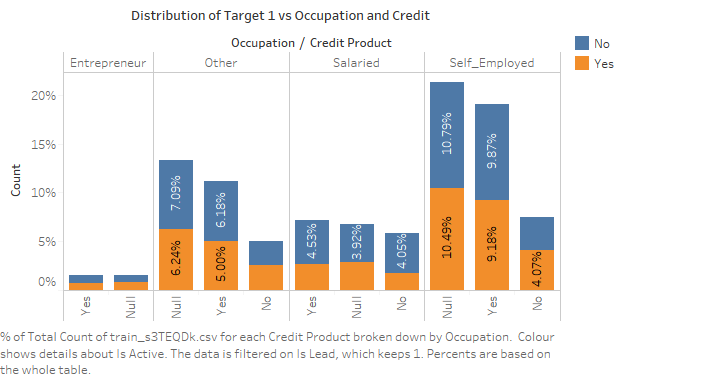 Distribution of Target 1 vs Occupation and Credit
Occupation / Credit Product
Entrepreneur Other Salaried Self_Employed
No
Yes
Count
20%
15%
10%
5%
0%
7.09% 6.24%
6.18% 5.00%
4.53% 3.92% 4.05%
10.79% 10.49%
9.87% 9.18%
4.07%
Yes Null Null Yes No Yes Null No Null Yes No
% of Total Count of train_s3TEQDk.csv for each Credit Product broken down by Occupation. Colour
shows details about Is Active. The data is filtered on Is Lead, which keeps 1. Percents are based on
the whole table.